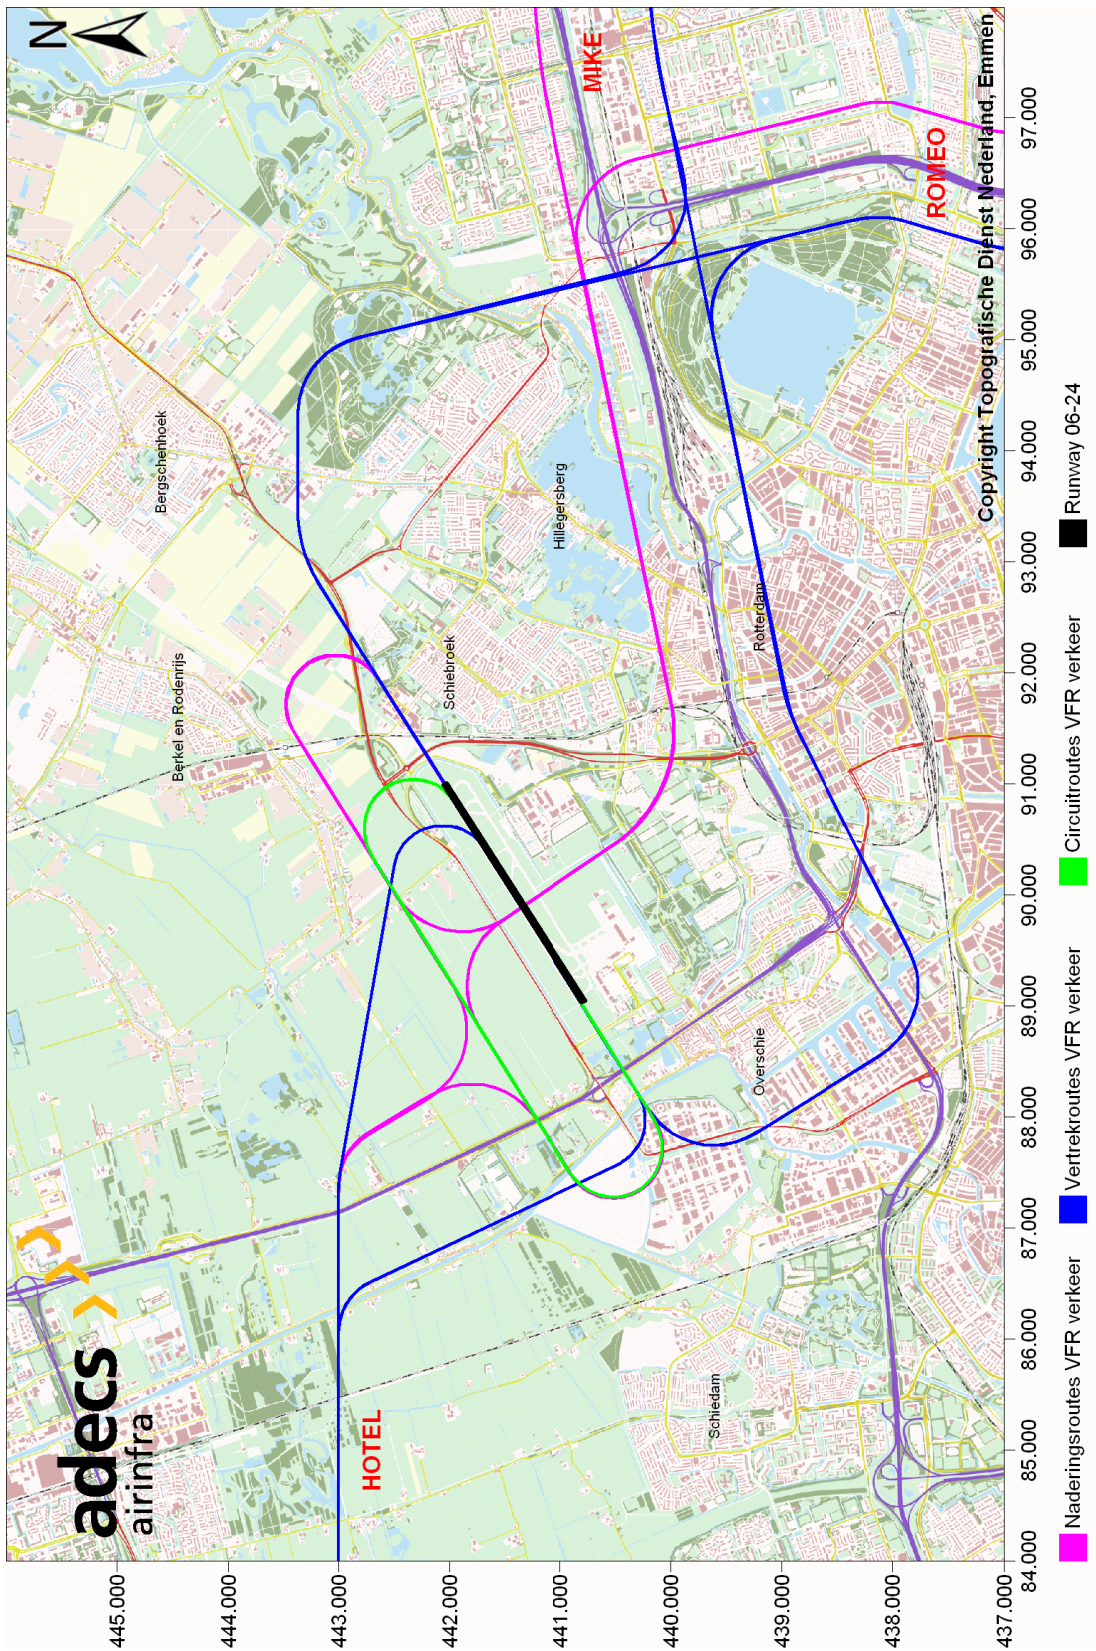 N
adecs
airinfra
MIKE
ROMEO
HOTEL
Bergschenhoek
Berkel en Rodenrijs
Schiebroek
Hillegersberg
Rotterdam
Overschie
Schiedam
Copyright Topografische Dienst Nederland, Emmen
445.000
444.000
443.000
442.000
441.000
440.000
439.000
438.000
437.000
84.000
85.000
86.000
87.000
88.000
89.000
90.000
91.000
92.000
93.000
94.000
95.000
96.000
97.000
Naderingsroutes VFR verkeer
Vertrekroutes VFR verkeer
Circuitroutes VFR verkeer
Runway 06-24